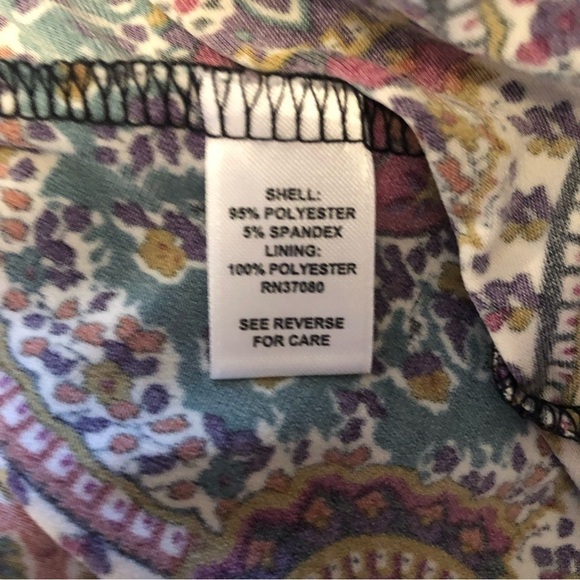 SHELL:
95% POLYESTER
5% SPANDEX
LINING:
100% POLYESTER
RN37080
SEE REVERSE
FOR CARE